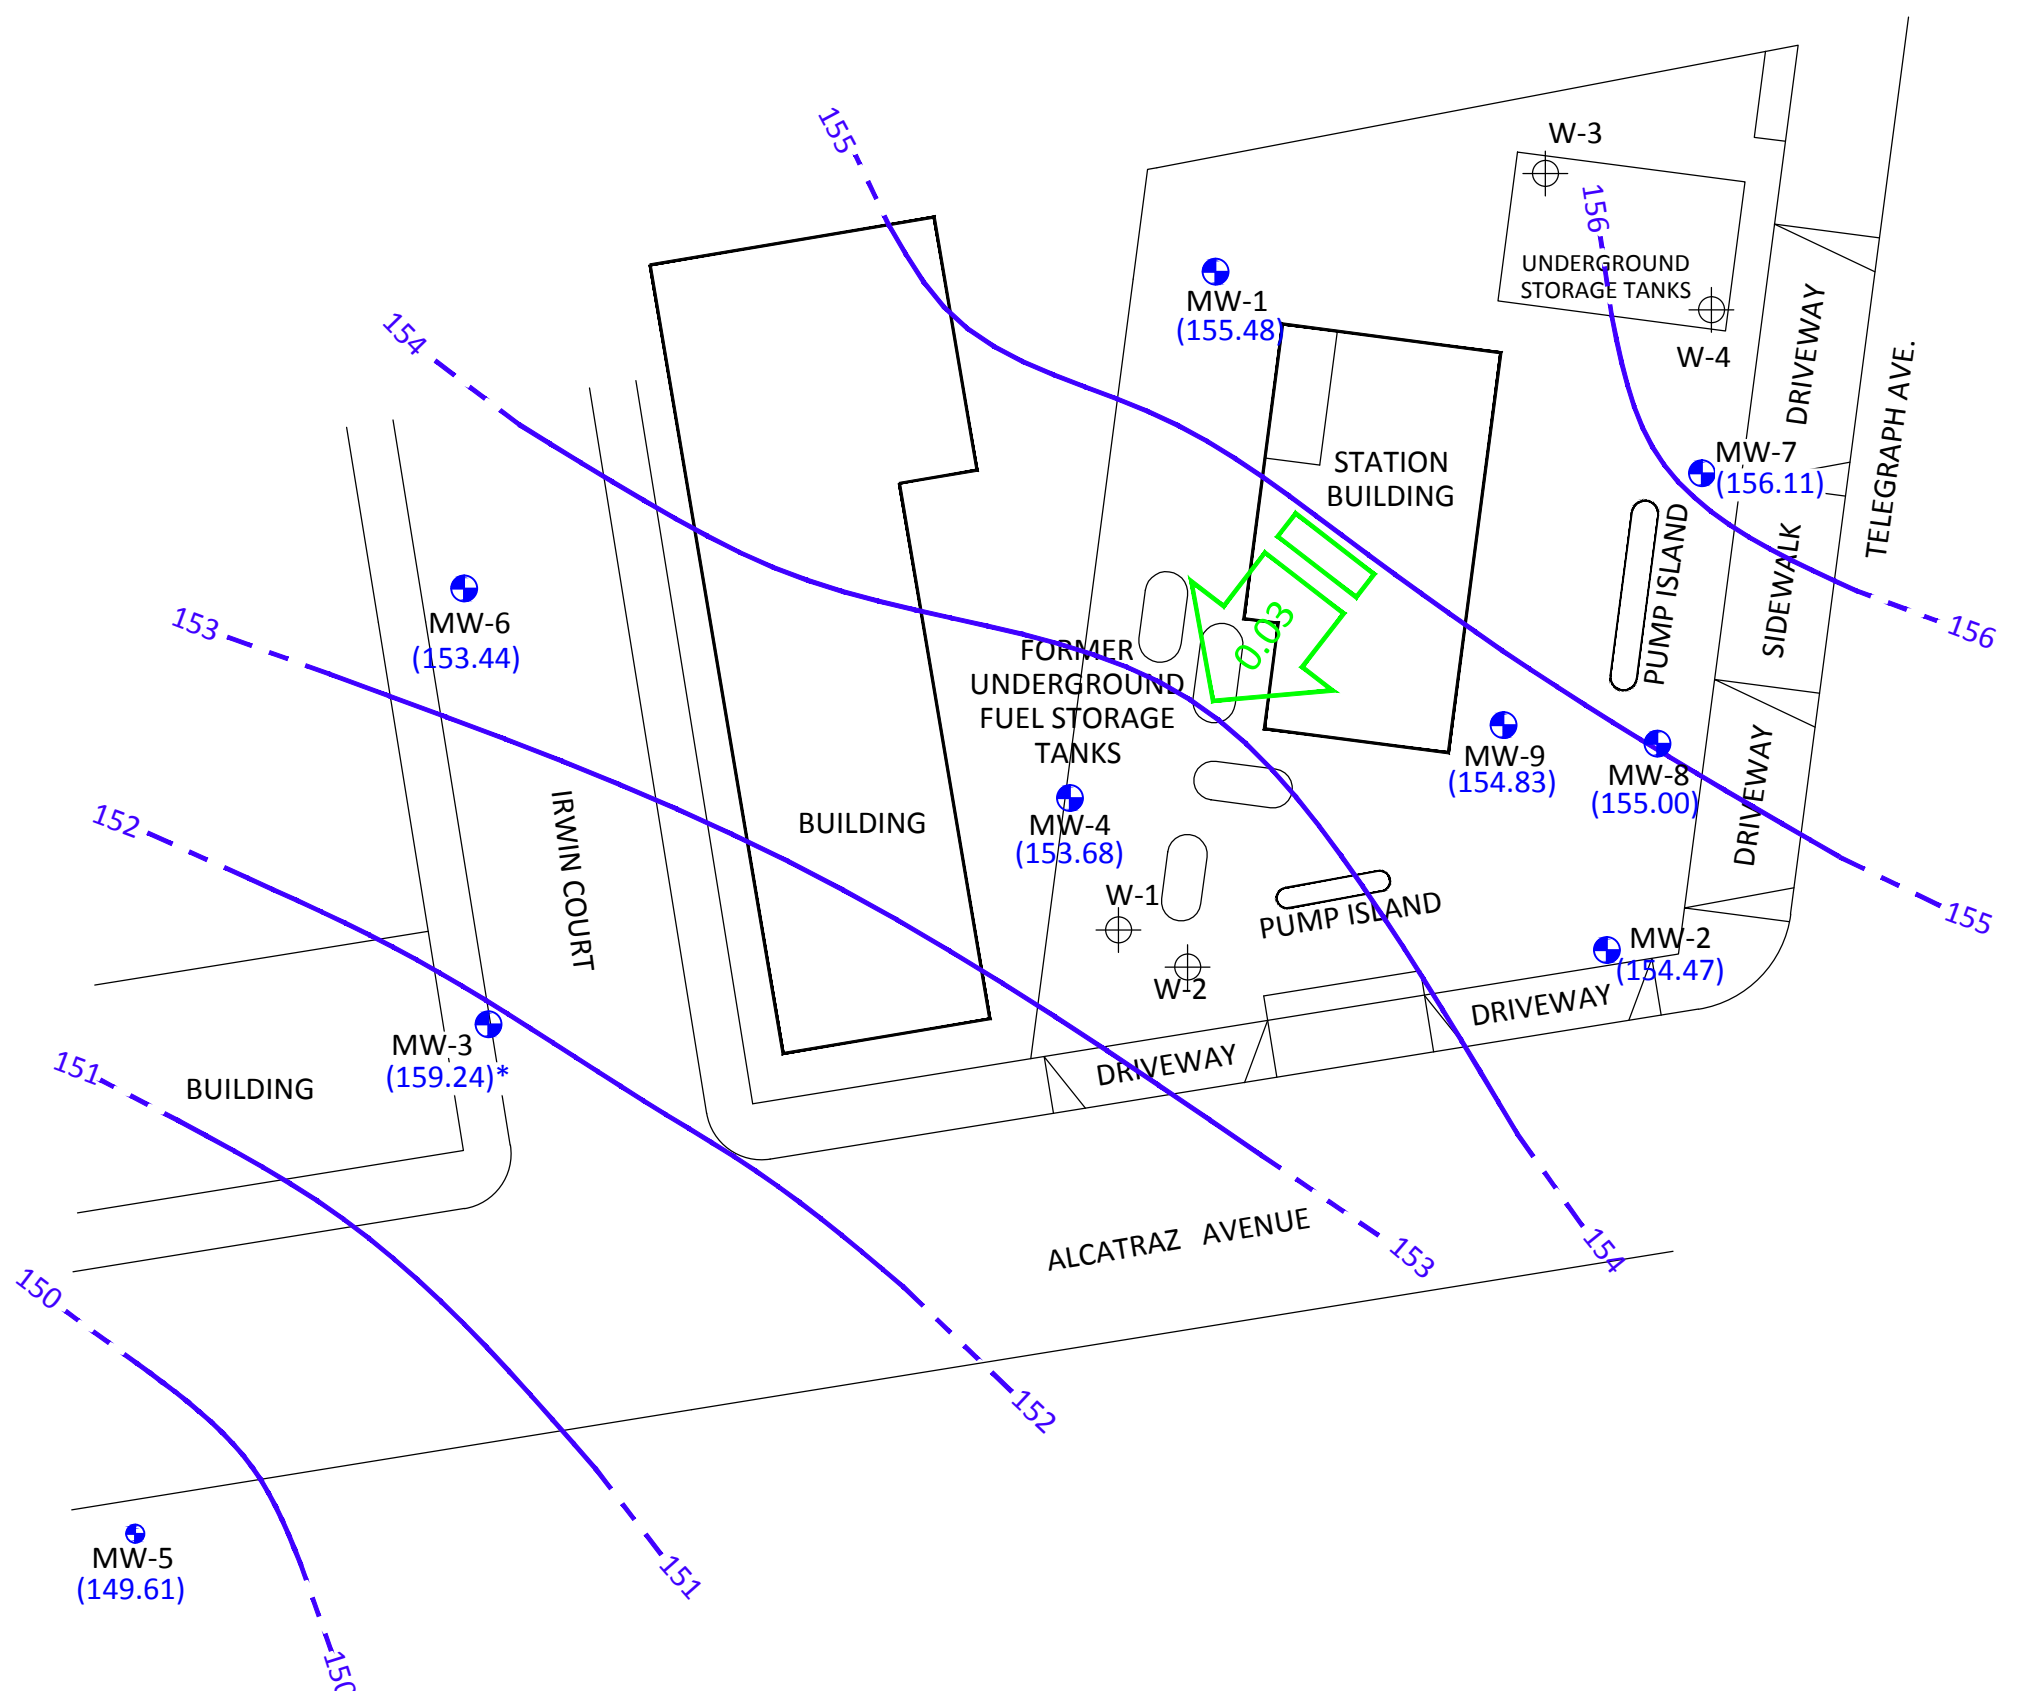 155
W-3
156
UNDERGROUND
STORAGE TANKS
W-4
MW-1
(155.48)
154
DRIVEWAY
TELEGRAPH AVE.
STATION
BUILDING
MW-7
(156.11)
PUMP ISLAND
SIDEWALK
156
MW-6
(153.44)
153
0.03
FORMER
UNDERGROUND
FUEL STORAGE
TANKS
MW-9
(154.83)
MW-8
(155.00)
DRIVEWAY
152
IRWIN COURT
BUILDING
MW-4
(153.68)
W-1
W-2
PUMP ISLAND
155
MW-2
(154.47)
DRIVEWAY
MW-3
(159.24)*
151
BUILDING
DRIVEWAY
ALCATRAZ AVENUE
153
154
150
152
MW-5
(149.61)
151
150